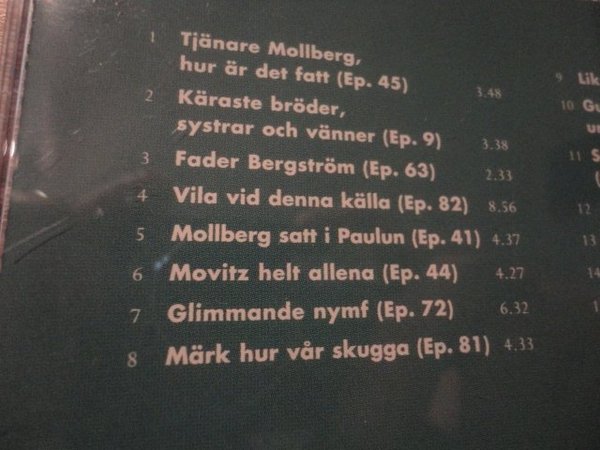 1 Tjänare Mollberg,
hur är det fatt (Ep. 45) 3.48
2 Käraste bröder,
systrar och vänner (Ep. 9) 3.38
3 Fader Bergström (Ep. 63) 2.33
4 Vila vid denna källa (Ep. 82) 8.56
5 Mollberg satt i Paulun (Ep. 41) 4.37
6 Movitz helt allena (Ep. 44) 4.27
7 Glimmande nymf (Ep. 72) 6.32
8 Märk hur vår skugga (Ep. 81) 4.33
9
10
11
12
13
14